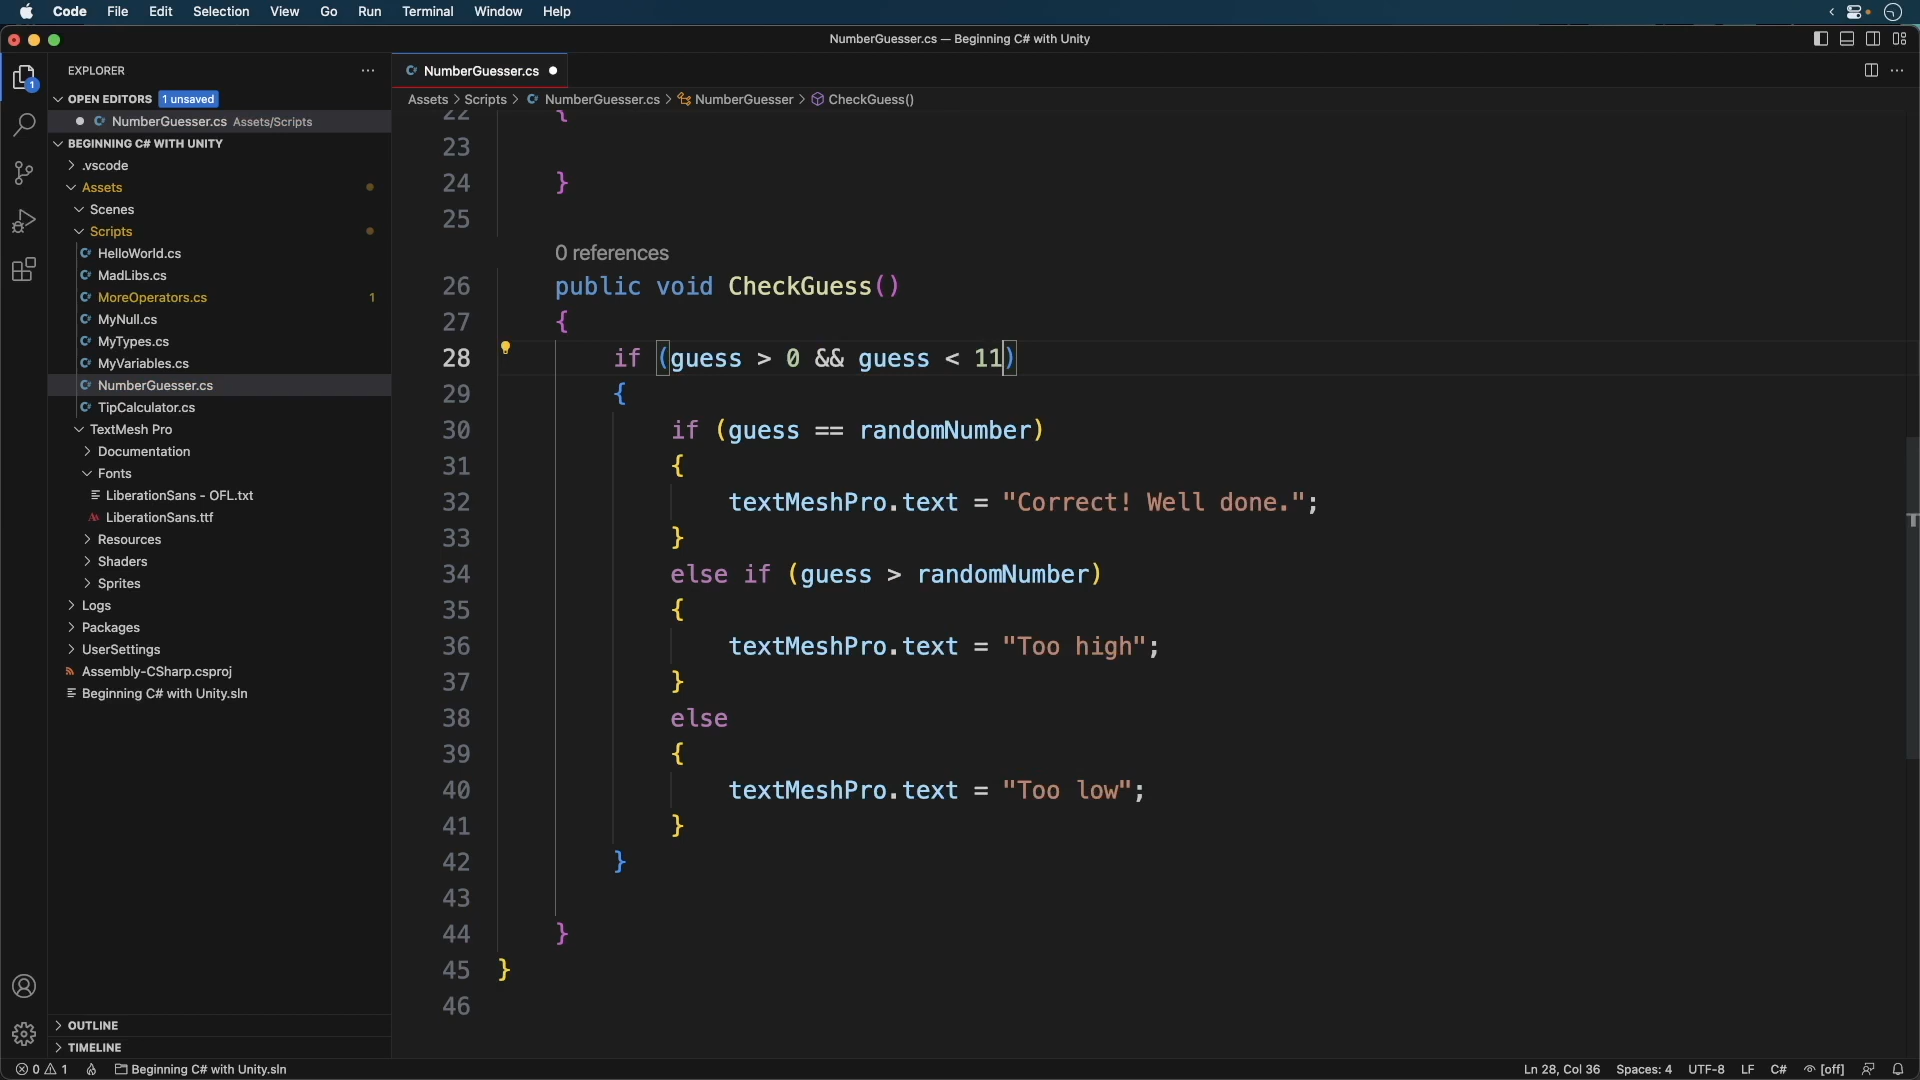 Code File Edit Selection View Go Run Terminal Window Help
NumberGuesser.cs — Beginning C# with Unity
EXPLORER
OPEN EDITORS 1 unsaved
NumberGuesser.cs Assets/Scripts
BEGINNING C# WITH UNITY
.vscode
Assets
Scenes
Scripts
HelloWorld.cs
MadLibs.cs
MoreOperators.cs 1
MyNull.cs
MyTypes.cs
MyVariables.cs
NumberGuesser.cs
TipCalculator.cs
TextMesh Pro
Documentation
Fonts
LiberationSans - OFL.txt
LiberationSans.ttf
Resources
Shaders
Sprites
Logs
Packages
UserSettings
Assembly-CSharp.csproj
Beginning C# with Unity.sln
OUTLINE
TIMELINE
NumberGuesser.cs
Assets > Scripts > NumberGuesser.cs > NumberGuesser > CheckGuess()
22 {
23
24 }
25
0 references
26 public void CheckGuess()
27 {
28 if (guess > 0 && guess < 11)
29 {
30 if (guess == randomNumber)
31 {
32 textMeshPro.text = "Correct! Well done.";
33 }
34 else if (guess > randomNumber)
35 {
36 textMeshPro.text = "Too high";
37 }
38 else
39 {
40 textMeshPro.text = "Too low";
41 }
42 }
43
44 }
45 }
46
0 1 Beginning C# with Unity.sln Ln 28, Col 36 Spaces: 4 UTF-8 LF C# [off]